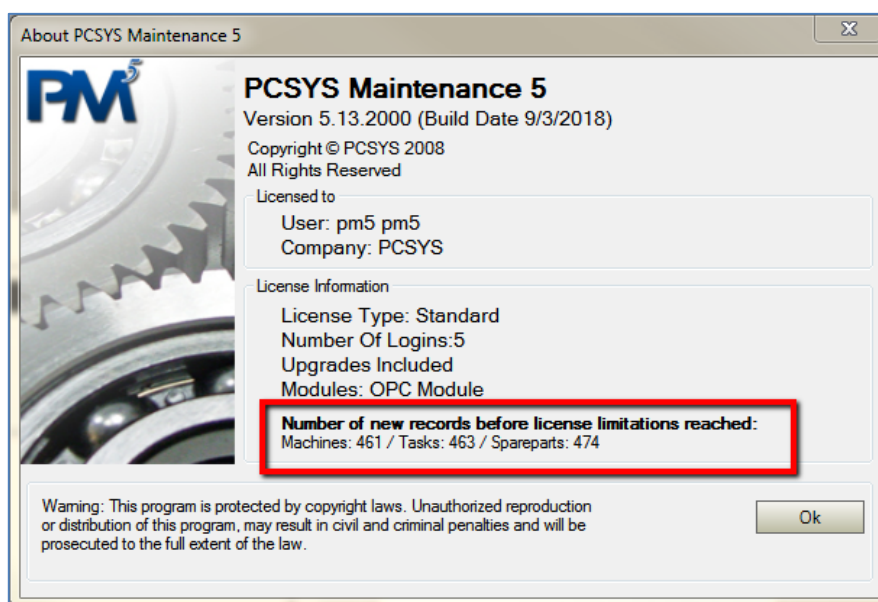 About PCSYS Maintenance 5
PM5
PCSYS Maintenance 5
Version 5.13.2000 (Build Date 9/3/2018)
Copyright © PCSYS 2008
All Rights Reserved
Licensed to
User: pm5 pm5
Company: PCSYS
License Information
License Type: Standard
Number Of Logins:5
Upgrades Included
Modules: OPC Module
Number of new records before license limitations reached:
Machines: 461 / Tasks: 463 / Spareparts: 474
Warning: This program is protected by copyright laws. Unauthorized reproduction
or distribution of this program, may result in civil and criminal penalties and will be
prosecuted to the full extent of the law.
Ok